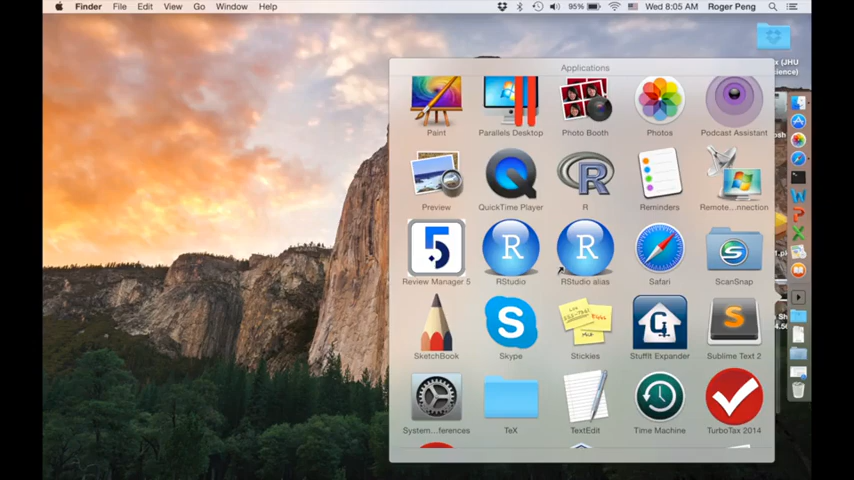 Finder File Edit View Go Window Help 95% Wed 8:05 AM Roger Peng
Applications
Paint Parallels Desktop Photo Booth Photos Podcast Assistant
Preview QuickTime Player R Reminders Remote...nnection
Review Manager 5 RStudio RStudio alias Safari ScanSnap
SketchBook Skype Stickies StuffIt Expander Sublime Text 2
System...ferences TeX TextEdit Time Machine TurboTax 2014
x (JHU
cience)